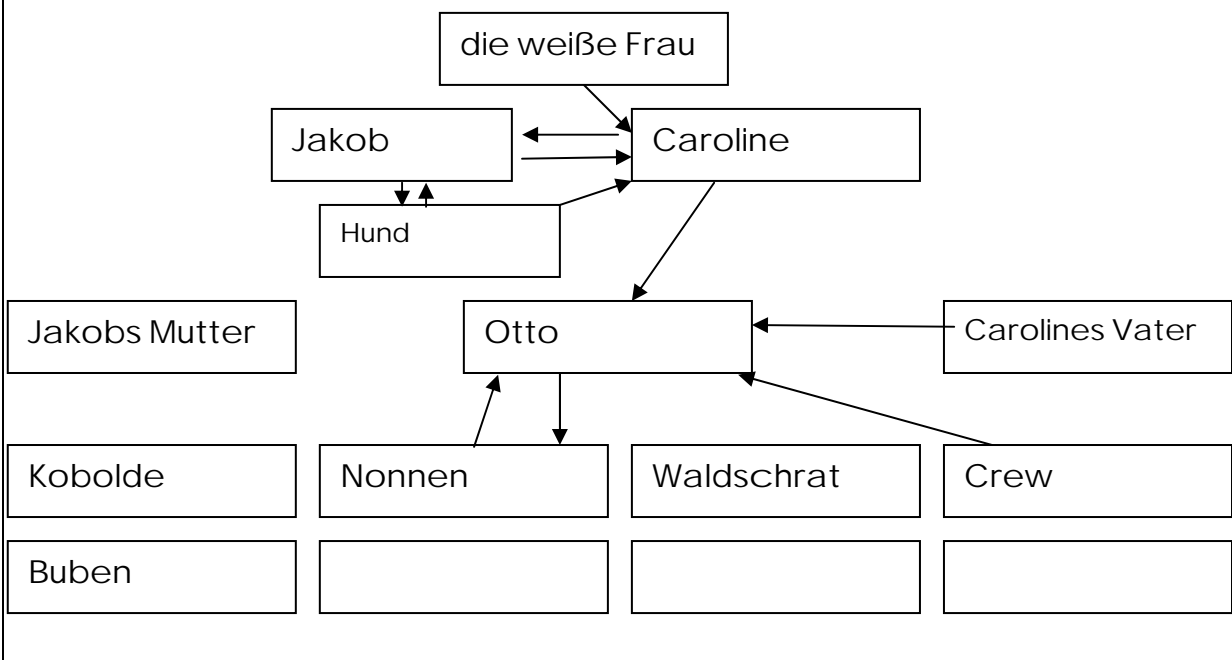 die weiße Frau
Jakob
Caroline
Hund
Jakobs Mutter
Otto
Carolines Vater
Kobolde
Nonnen
Waldschrat
Crew
Buben